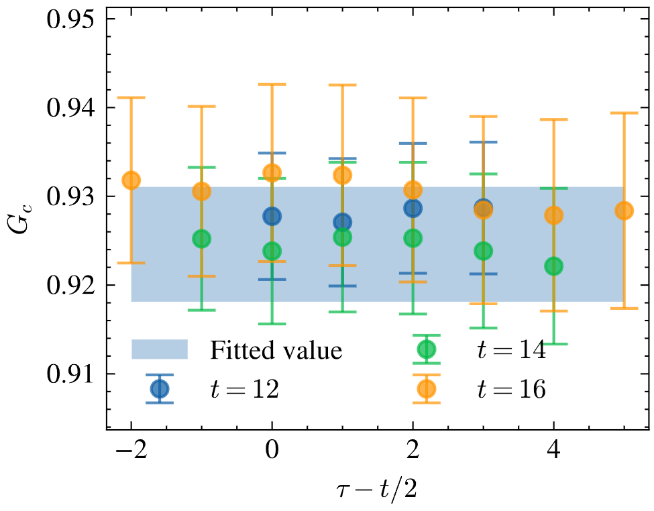 0.95
0.94
0.93
0.92
0.91
G_c
Fitted value
t = 12
t = 14
t = 16
−2 0 2 4
τ − t/2